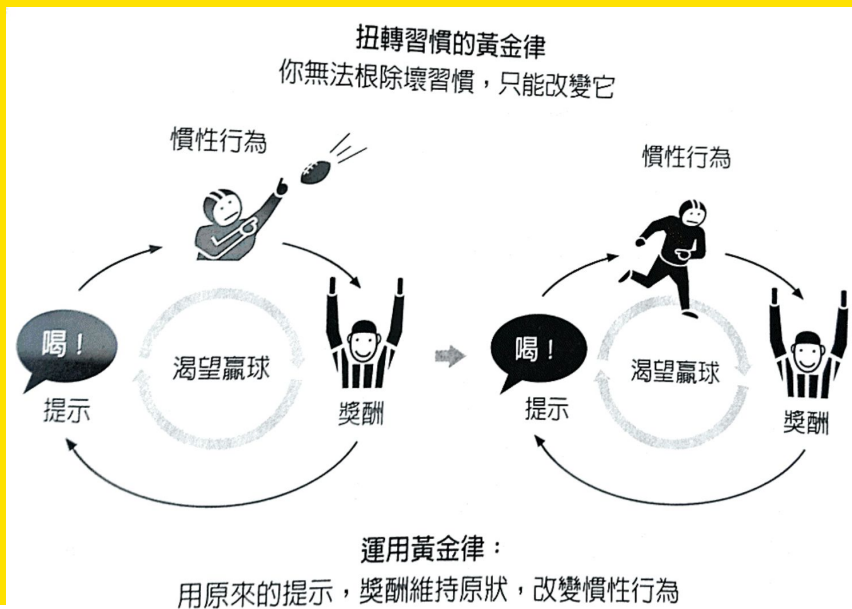 扭轉習慣的黃金律
你無法根除壞習慣，只能改變它
慣性行為
喝！
提示
渴望贏球
獎酬
慣性行為
喝！
提示
渴望贏球
獎酬
運用黃金律：
用原來的提示，獎酬維持原狀，改變慣性行為